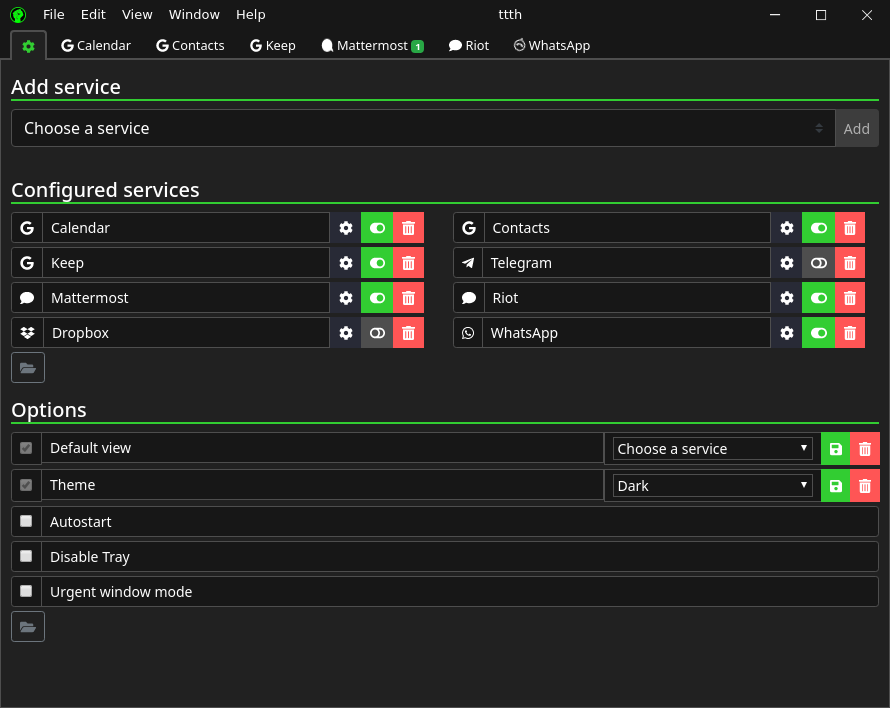 File Edit View Window Help ttth
Calendar Contacts Keep Mattermost 1 Riot WhatsApp
Add service
Choose a service Add
Configured services
Calendar Contacts
Keep Telegram
Mattermost Riot
Dropbox WhatsApp
Options
Default view Choose a service
Theme Dark
Autostart
Disable Tray
Urgent window mode